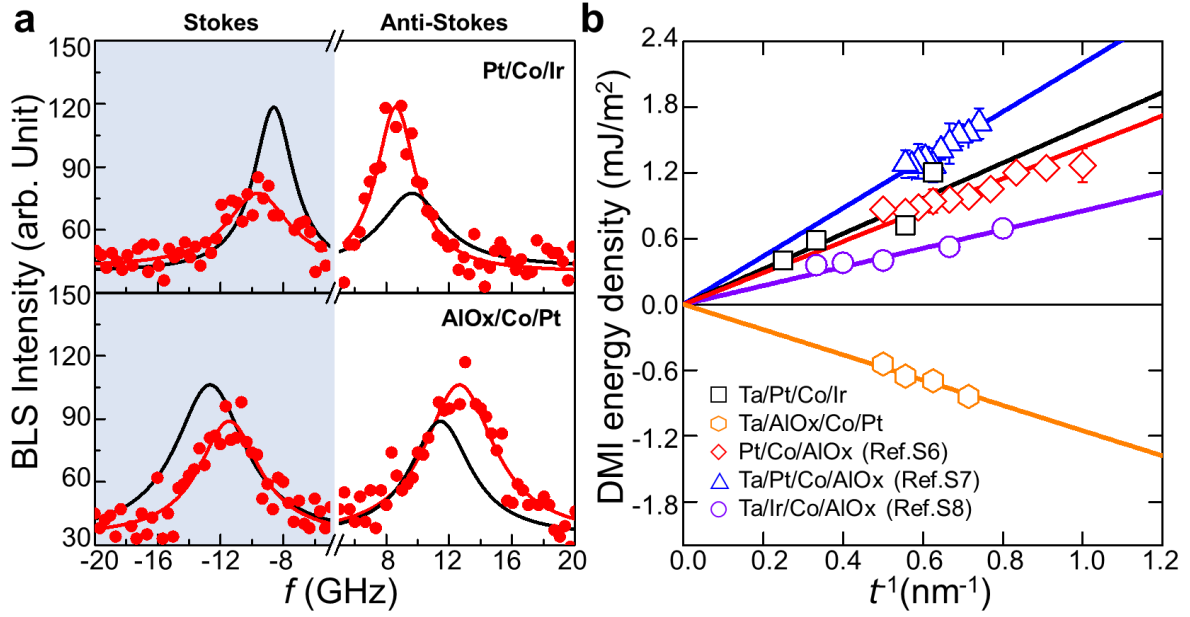 a
Stokes
Anti-Stokes
150
120
90
60
Pt/Co/Ir
150
120
90
60
30
AlOx/Co/Pt
BLS Intensity (arb. Unit)
-20 -16 -12 -8 8 12 16 20
f (GHz)
b
2.4
1.8
1.2
0.6
0.0
-0.6
-1.2
-1.8
DMI energy density (mJ/m²)
Ta/Pt/Co/Ir
Ta/AlOx/Co/Pt
Pt/Co/AlOx (Ref.S6)
Ta/Pt/Co/AlOx (Ref.S7)
Ta/Ir/Co/AlOx (Ref.S8)
0.0 0.2 0.4 0.6 0.8 1.0 1.2
t⁻¹(nm⁻¹)